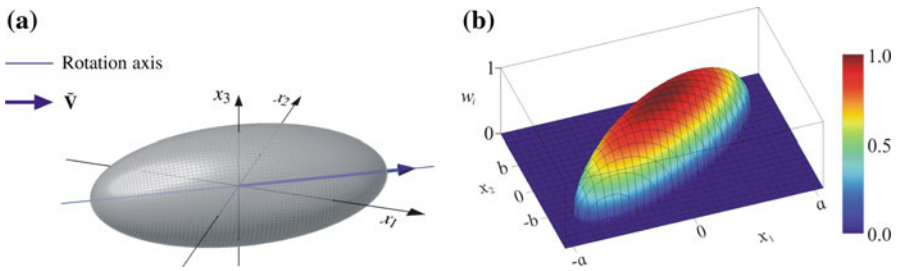 (a)
Rotation axis
Ṽ
x3
x2
x1
(b)
1
wi
0
b
0
-b
x2
-a
0
a
x1
1.0
0.5
0.0